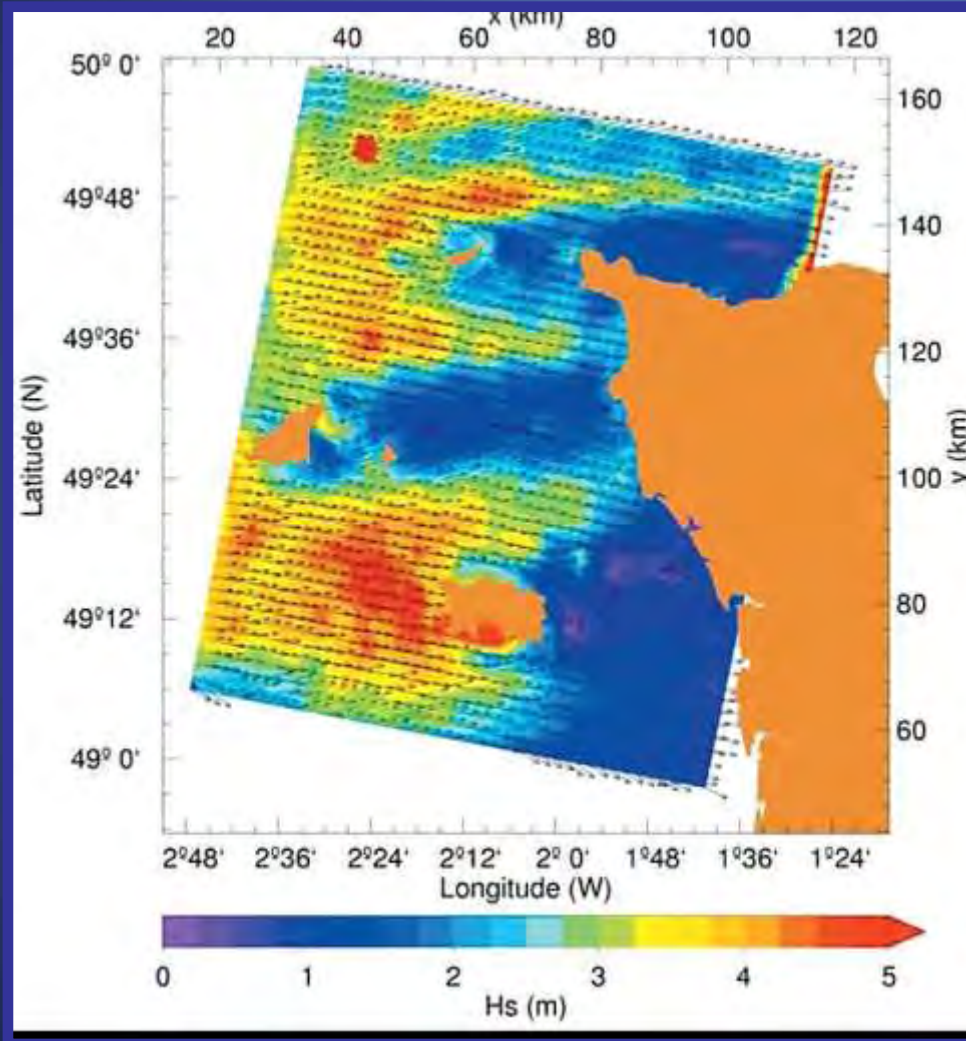 x (km)
20 40 60 80 100 120
50º 0'
160
49º48'
140
49º36'
120
49º24'
100
49º12'
80
49º 0'
60
Latitude (N)
y (km)
2º48' 2º36' 2º24' 2º12' 2º 0' 1º48' 1º36' 1º24'
Longitude (W)
0 1 2 3 4 5
Hs (m)